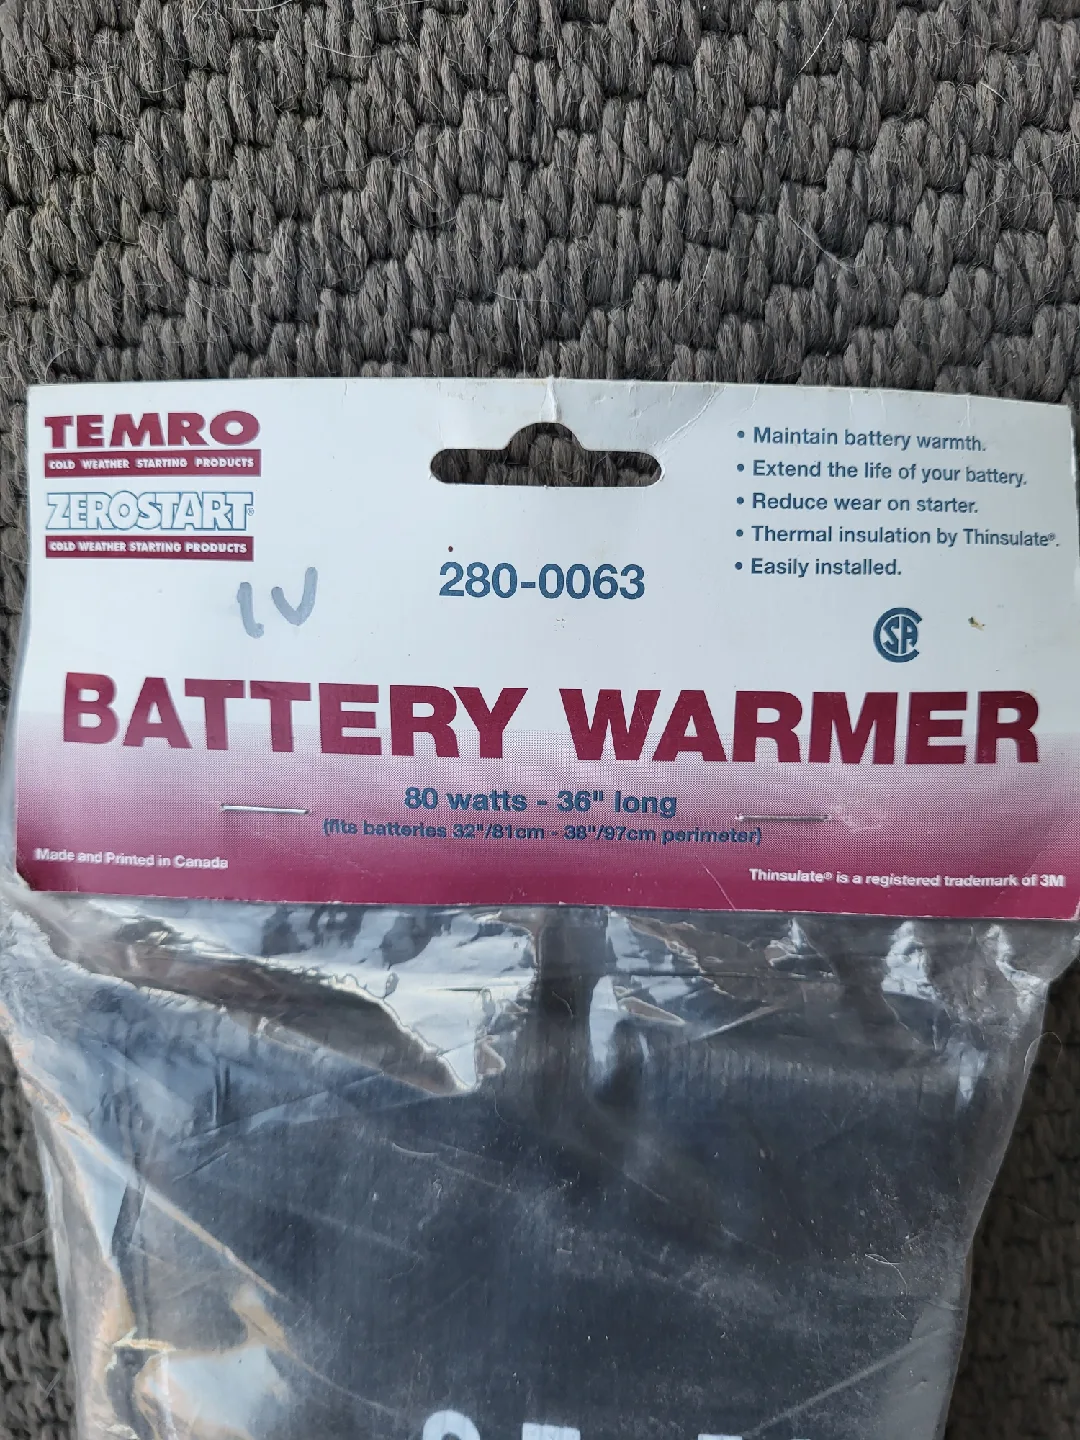 TEMRO
COLD WEATHER STARTING PRODUCTS
ZEROSTART®
COLD WEATHER STARTING PRODUCTS
• Maintain battery warmth.
• Extend the life of your battery.
• Reduce wear on starter.
• Thermal insulation by Thinsulate®.
• Easily installed.
280-0063
CSA
BATTERY WARMER
80 watts - 36" long
(fits batteries 32"/81cm - 38"/97cm perimeter)
Made and Printed in Canada
Thinsulate® is a registered trademark of 3M